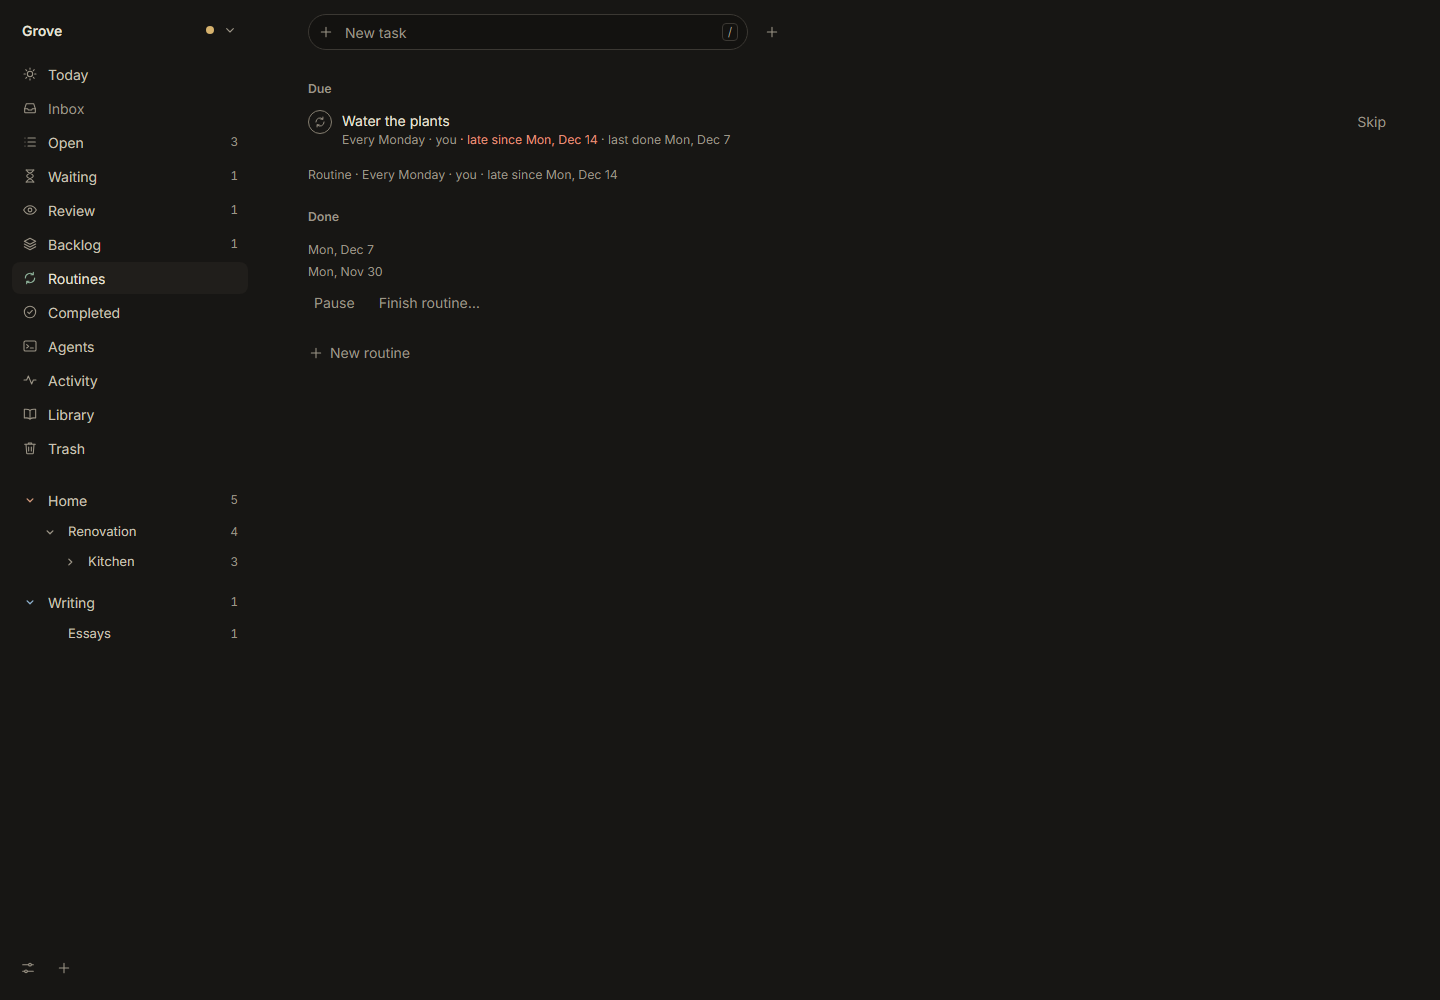 Grove
Today
Inbox
Open 3
Waiting 1
Review 1
Backlog 1
Routines
Completed
Agents
Activity
Library
Trash
Home 5
Renovation 4
Kitchen 3
Writing 1
Essays 1
New task /
Due
Water the plants
Skip
Every Monday · you · late since Mon, Dec 14 · last done Mon, Dec 7
Routine · Every Monday · you · late since Mon, Dec 14
Done
Mon, Dec 7
Mon, Nov 30
Pause Finish routine...
New routine